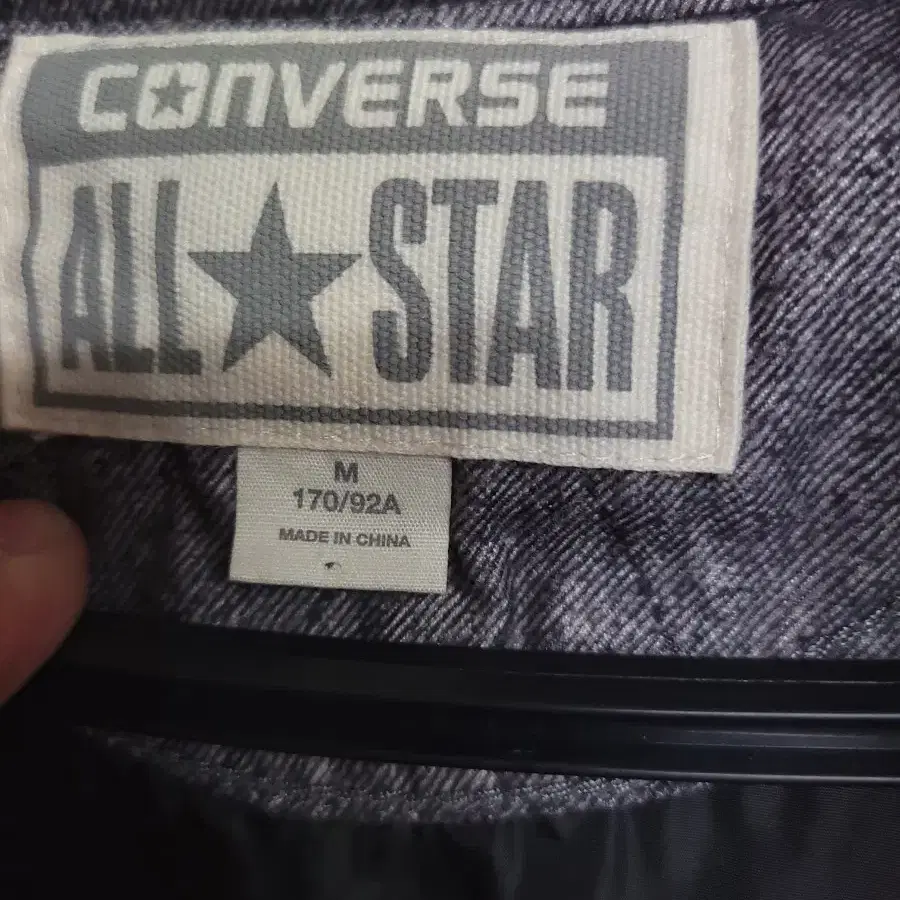 CONVERSE
ALL★STAR
M
170/92A
MADE IN CHINA